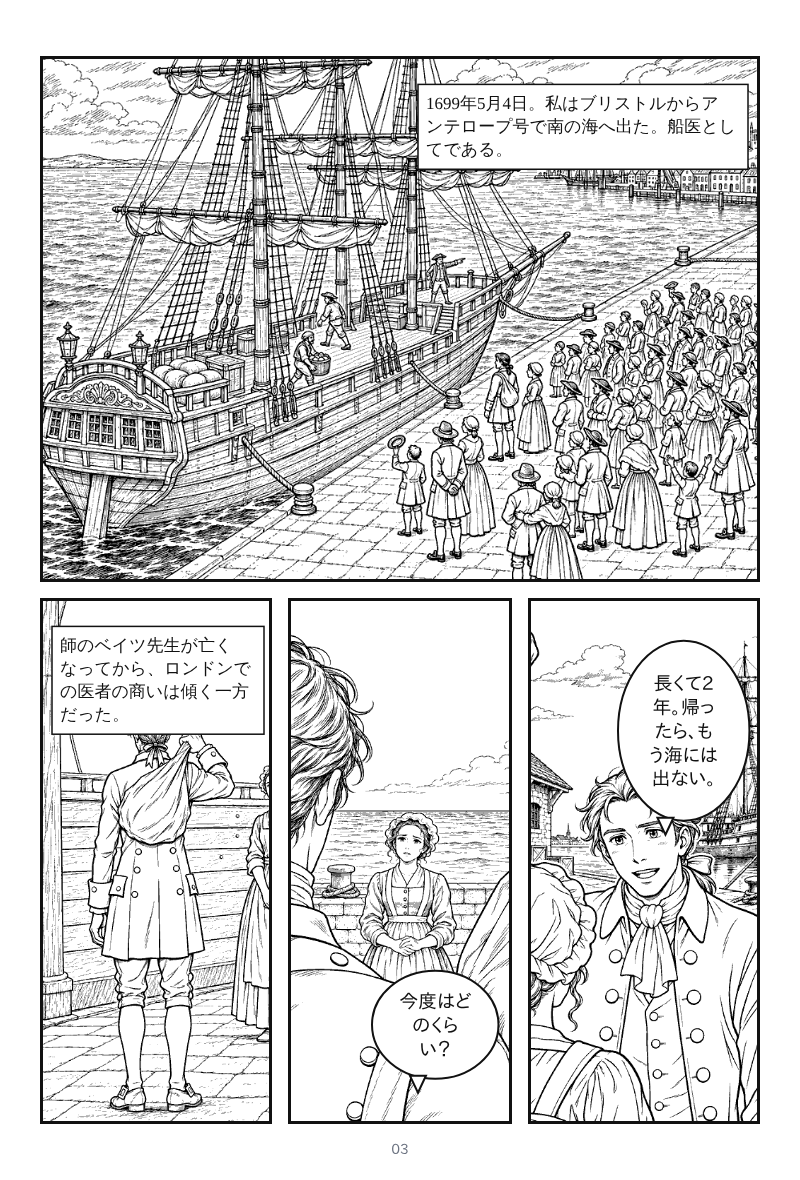 1699年5月4日。私はブリストルからア
ンテロープ号で南の海へ出た。船医とし
てである。
師のベイツ先生が亡く
なってから、ロンドンで
の医者の商いは傾く一方
だった。
今度はど
のくら
い？
長くて2
年。帰っ
たら、も
う海には
出ない。
03